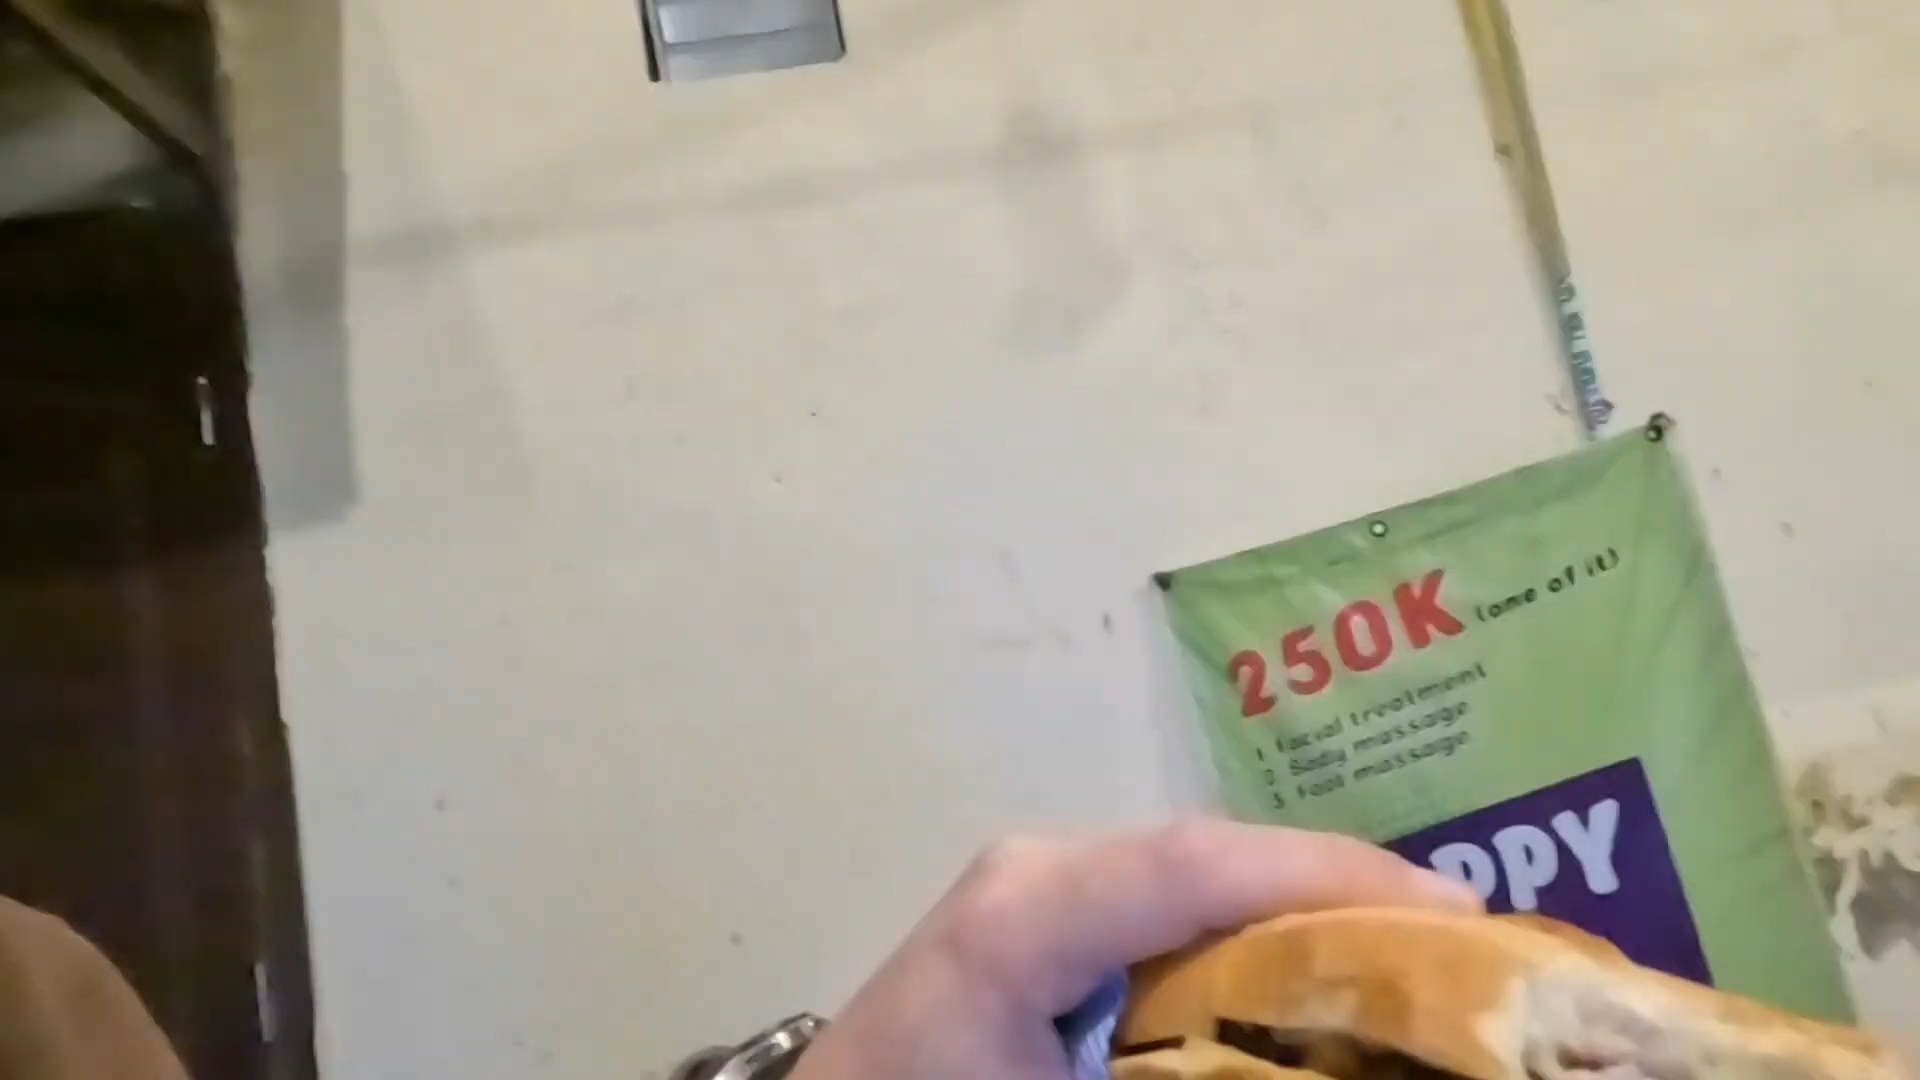 250K (one of it)
1 Facial treatment
2 Body massage
3 Foot massage
PPY